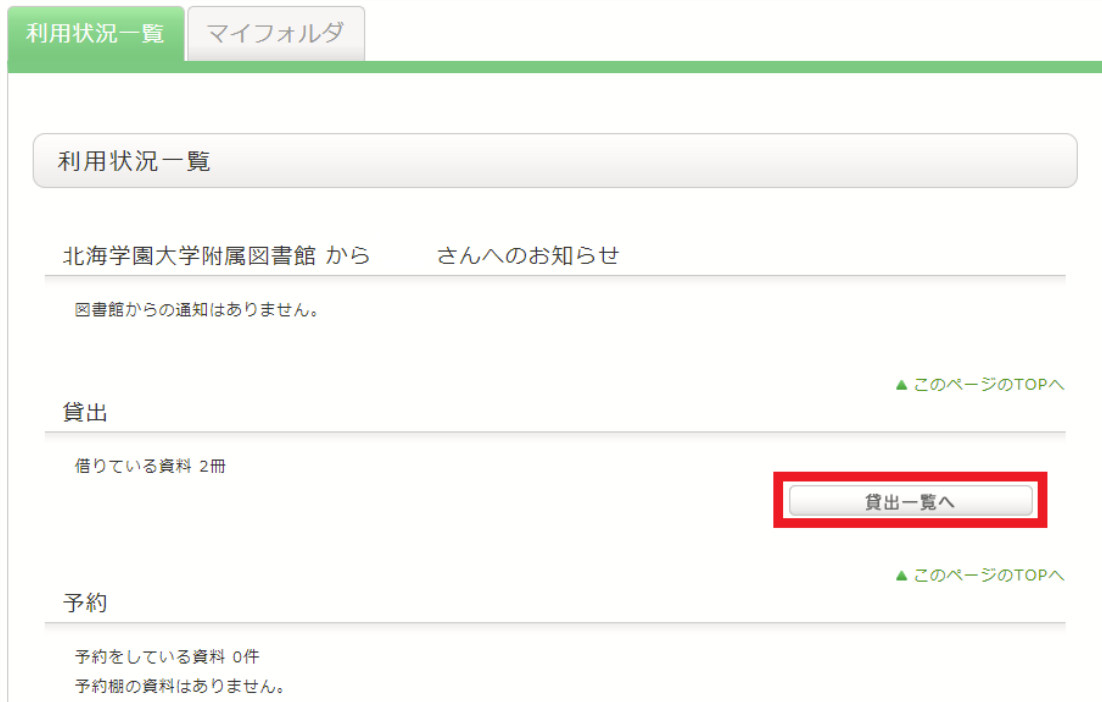 利用状況一覧 マイフォルダ
利用状況一覧
北海学園大学附属図書館 から さんへのお知らせ
図書館からの通知はありません。
▲ このページのTOPへ
貸出
借りている資料 2冊
貸出一覧へ
▲ このページのTOPへ
予約
予約をしている資料 0件
予約棚の資料はありません。